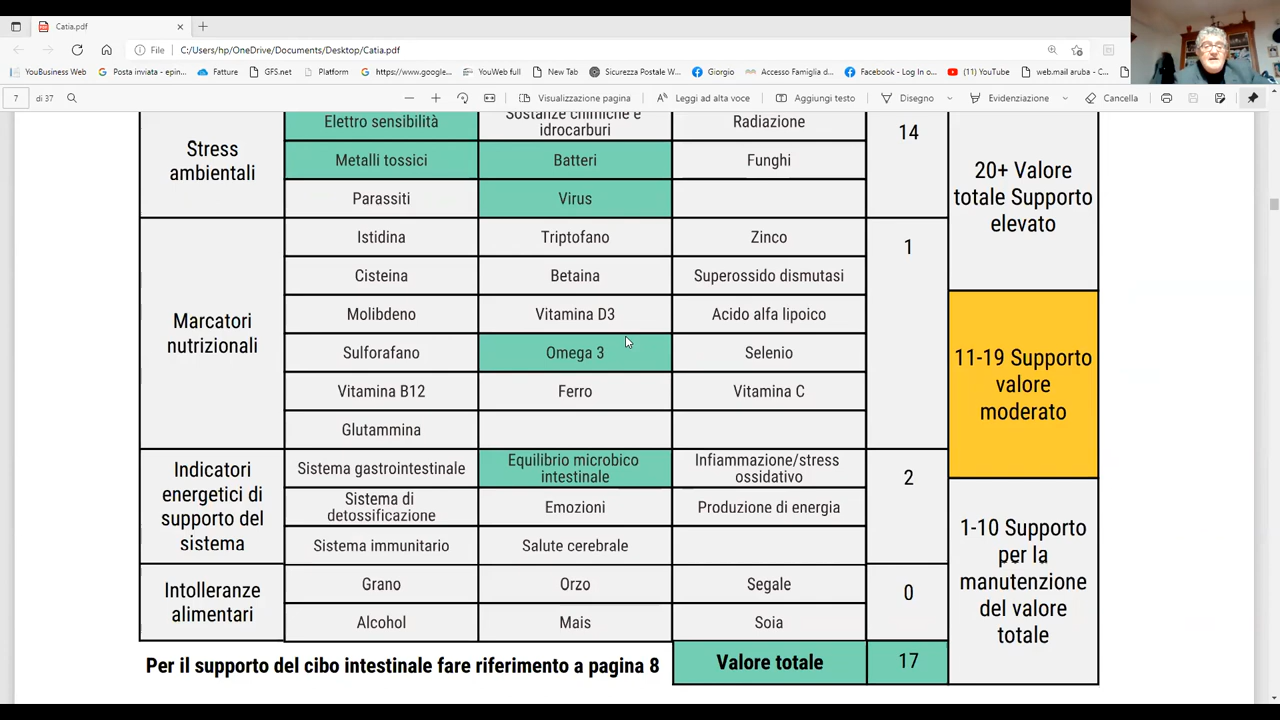 Catia.pdf
File
C:/Users/hp/OneDrive/Documents/Desktop/Catia.pdf
YouBusiness Web
Posta inviata - epin...
Fatture
GFS.net
Platform
https://www.google...
YouWeb full
New Tab
Sicurezza Postale W...
Giorgio
Accesso Famiglia d...
Facebook - Log In o...
(11) YouTube
web.mail aruba - C...
7 di 37
Visualizzazione pagina
Leggi ad alta voce
Aggiungi testo
Disegno
Evidenziazione
Cancella
Stress
ambientali
Elettro sensibilità
Sostanze chimiche e
idrocarburi
Radiazione
14
Metalli tossici
Batteri
Funghi
Parassiti
Virus
Marcatori
nutrizionali
Istidina
Triptofano
Zinco
1
Cisteina
Betaina
Superossido dismutasi
Molibdeno
Vitamina D3
Acido alfa lipoico
Sulforafano
Omega 3
Selenio
Vitamina B12
Ferro
Vitamina C
Glutammina
Indicatori
energetici di
supporto del
sistema
Sistema gastrointestinale
Equilibrio microbico
intestinale
Infiammazione/stress
ossidativo
2
Sistema di
detossificazione
Emozioni
Produzione di energia
Sistema immunitario
Salute cerebrale
Intolleranze
alimentari
Grano
Orzo
Segale
0
Alcohol
Mais
Soia
Per il supporto del cibo intestinale fare riferimento a pagina 8
Valore totale
17
20+ Valore
totale Supporto
elevato
11-19 Supporto
valore
moderato
1-10 Supporto
per la
manutenzione
del valore
totale